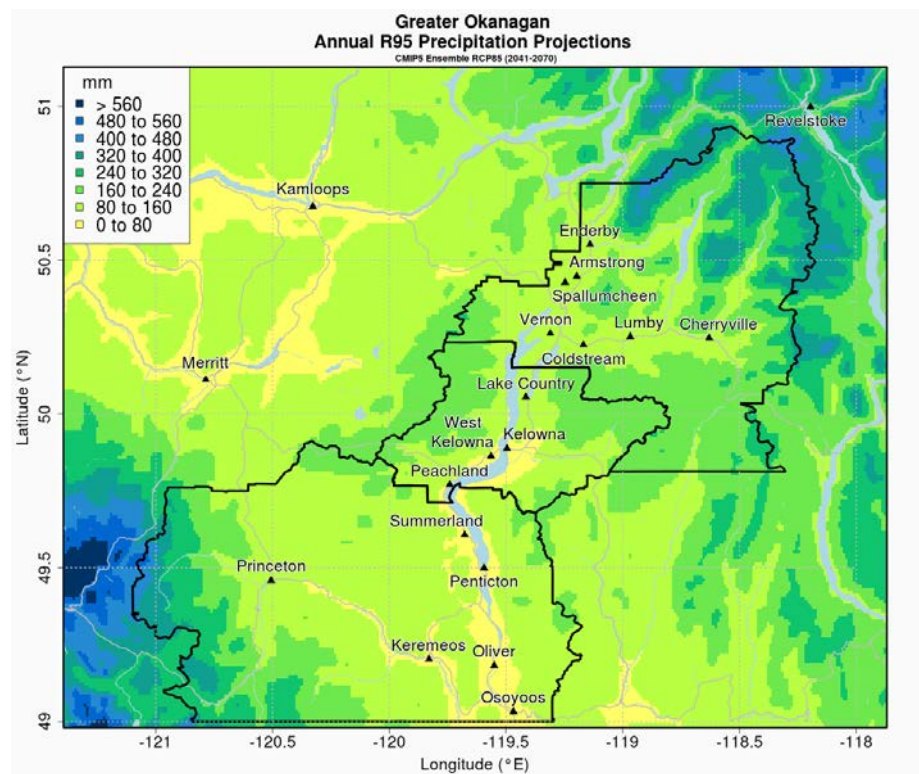 Greater Okanagan
Annual R95 Precipitation Projections
CMIP5 Ensemble RCP85 (2041-2070)
mm
> 560
480 to 560
400 to 480
320 to 400
240 to 320
160 to 240
80 to 160
0 to 80
Revelstoke
Kamloops
Enderby
Armstrong
Spallumcheen
Vernon
Lumby
Cherryville
Coldstream
Merritt
Lake Country
West
Kelowna
Kelowna
Peachland
Summerland
Princeton
Penticton
Keremeos
Oliver
Osoyoos
51
50.5
50
49.5
49
Latitude (°N)
-121
-120.5
-120
-119.5
-119
-118.5
-118
Longitude (°E)